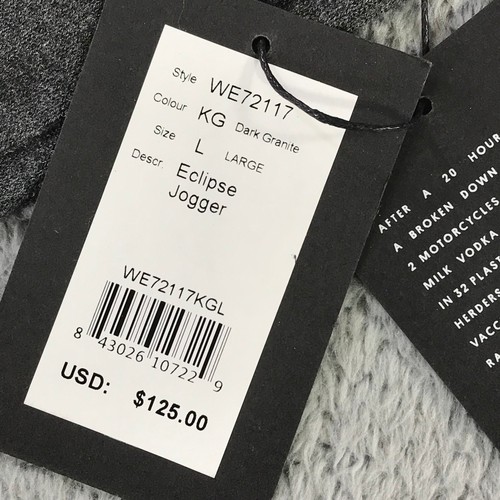 Style WE72117
Colour KG Dark Granite
Size L LARGE
Descr. Eclipse
Jogger
WE72117KGL
8 43026 10722 9
USD: $125.00
AFTER A 20 HOUR
A BROKEN DOWN
2 MOTORCYCLES
MILK VODKA
IN 32 PLAST
HERDERS
VACC
RA